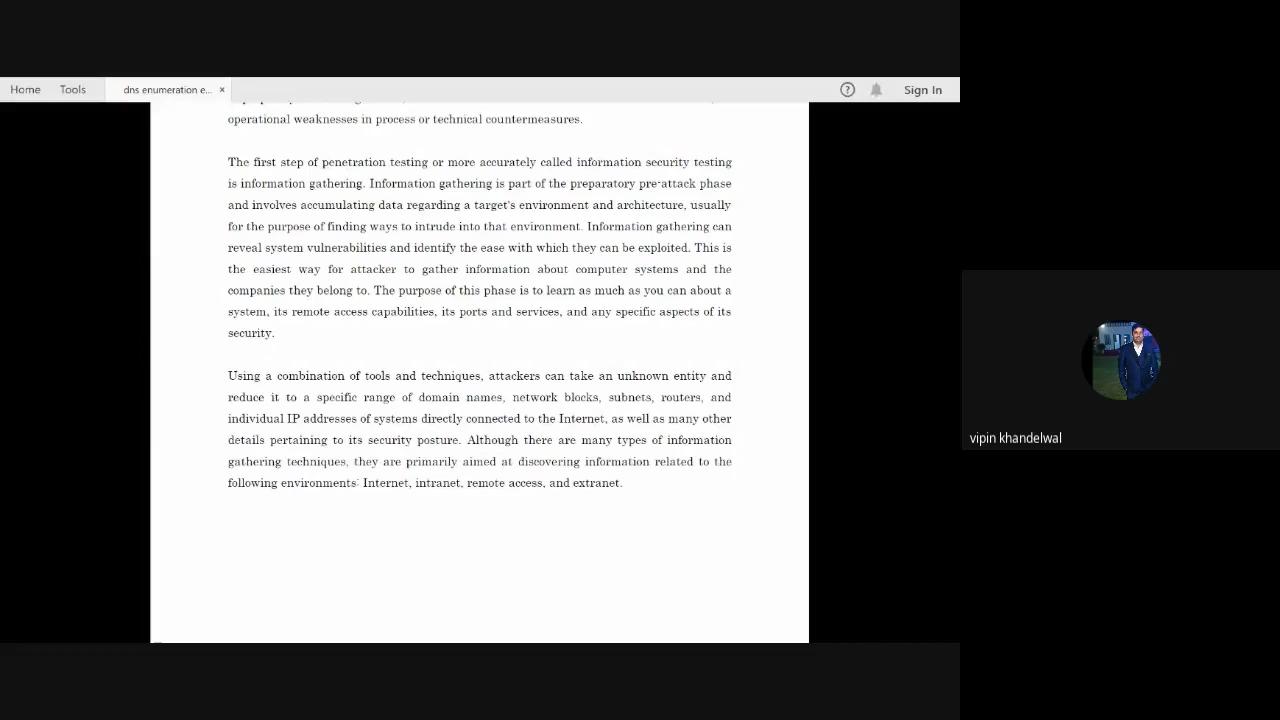 Home Tools dns enumeration e... × Sign In
operational weaknesses in process or technical countermeasures.
The first step of penetration testing or more accurately called information security testing
is information gathering. Information gathering is part of the preparatory pre-attack phase
and involves accumulating data regarding a target's environment and architecture, usually
for the purpose of finding ways to intrude into that environment. Information gathering can
reveal system vulnerabilities and identify the ease with which they can be exploited. This is
the easiest way for attacker to gather information about computer systems and the
companies they belong to. The purpose of this phase is to learn as much as you can about a
system, its remote access capabilities, its ports and services, and any specific aspects of its
security.
Using a combination of tools and techniques, attackers can take an unknown entity and
reduce it to a specific range of domain names, network blocks, subnets, routers, and
individual IP addresses of systems directly connected to the Internet, as well as many other
details pertaining to its security posture. Although there are many types of information
gathering techniques, they are primarily aimed at discovering information related to the
following environments: Internet, intranet, remote access, and extranet.
vipin khandelwal